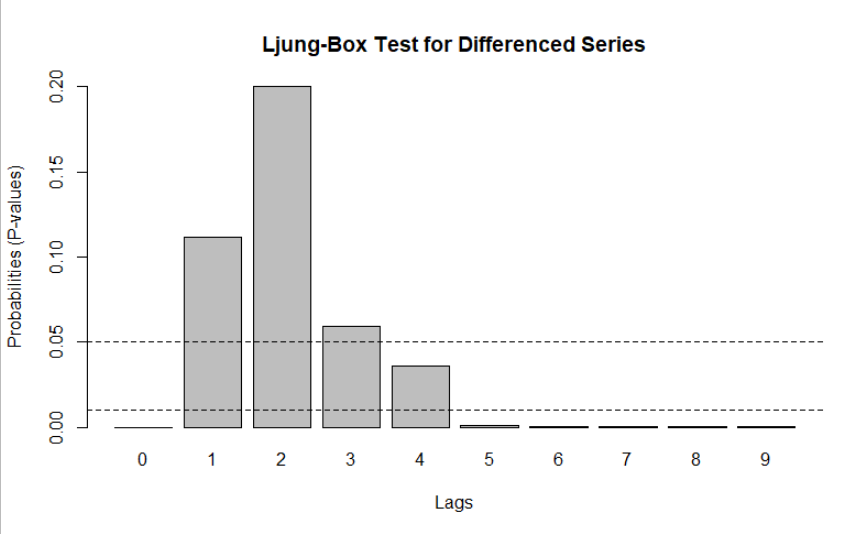 Ljung-Box Test for Differenced Series
Probabilities (P-values)
0.20
0.15
0.10
0.05
0.00
0 1 2 3 4 5 6 7 8 9
Lags